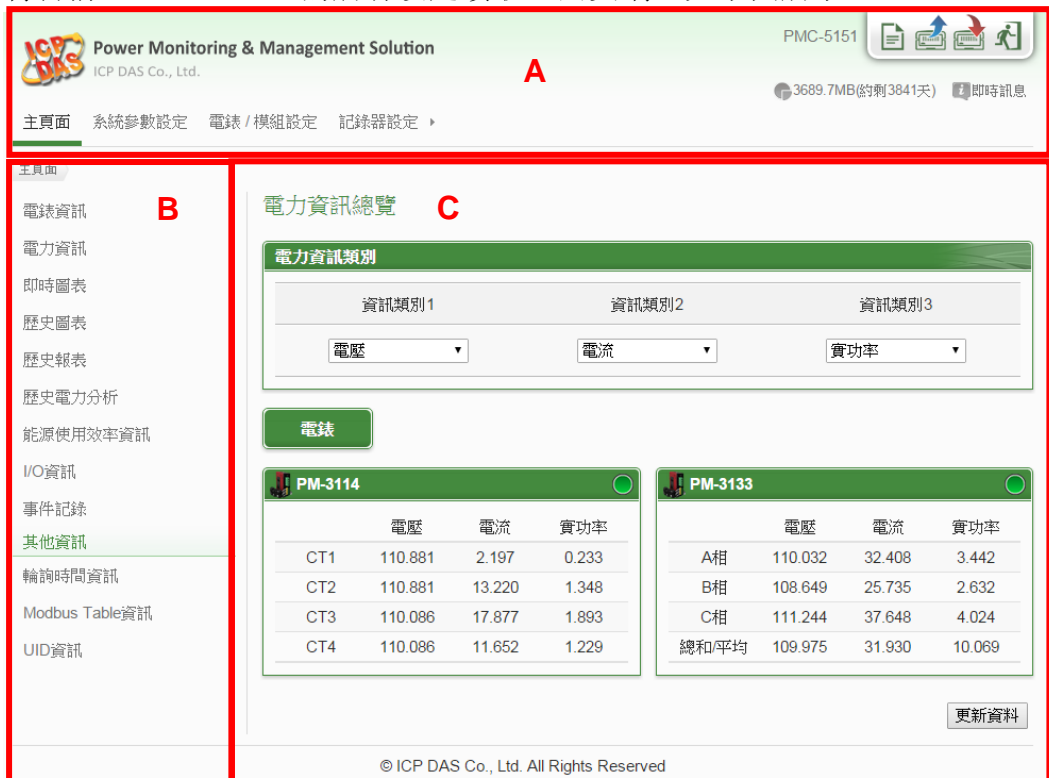 ICP DAS
Power Monitoring & Management Solution
ICP DAS Co., Ltd.
A
PMC-5151
3689.7MB(約剩3841天) 即時訊息
主頁面 系統參數設定 電錶 / 模組設定 記錄器設定
主頁面
B
電錶資訊
電力資訊
即時圖表
歷史圖表
歷史報表
歷史電力分析
能源使用效率資訊
I/O資訊
事件記錄
其他資訊
輪詢時間資訊
Modbus Table資訊
UID資訊
電力資訊總覽 C
電力資訊類別
資訊類別1 資訊類別2 資訊類別3
電壓 電流 實功率
電錶
PM-3114
電壓 電流 實功率
CT1 110.881 2.197 0.233
CT2 110.881 13.220 1.348
CT3 110.086 17.877 1.893
CT4 110.086 11.652 1.229
PM-3133
電壓 電流 實功率
A相 110.032 32.408 3.442
B相 108.649 25.735 2.632
C相 111.244 37.648 4.024
總和/平均 109.975 31.930 10.069
更新資料
© ICP DAS Co., Ltd. All Rights Reserved